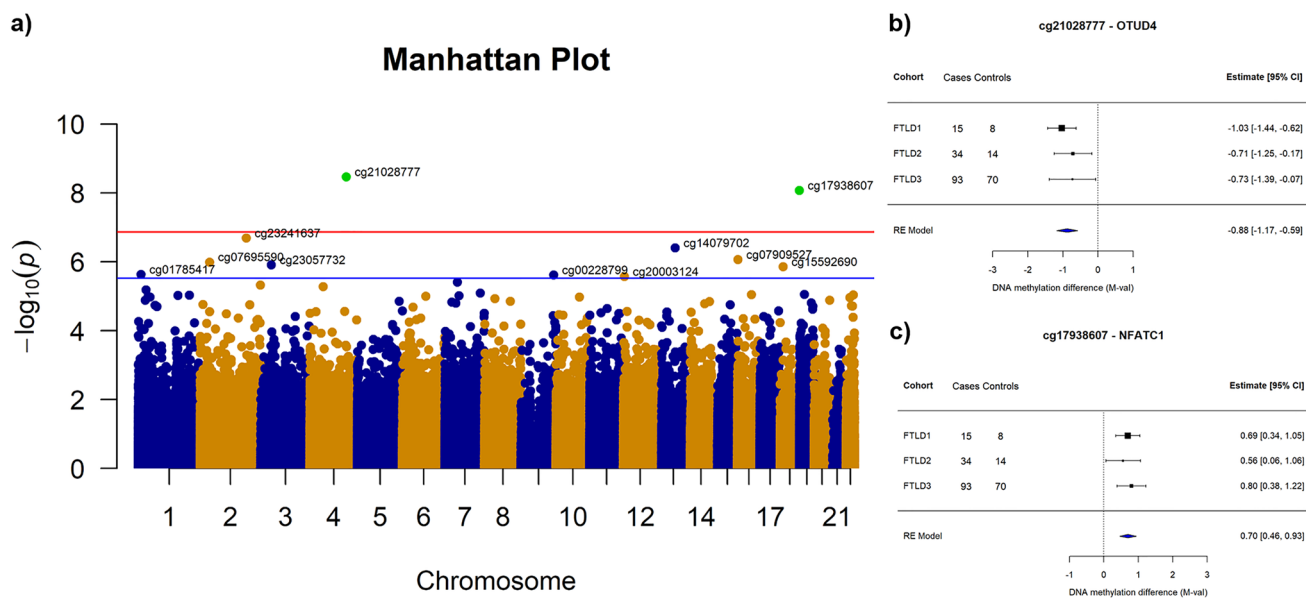 a)
Manhattan Plot
−log10(p)
10
8
6
4
2
0
cg21028777
cg17938607
cg23241637
cg14079702
cg07695590
cg23057732
cg07909527
cg15592690
cg01785417
cg00228799
cg20003124
1 2 3 4 5 6 7 8 10 12 14 17 21
Chromosome
b)
cg21028777 - OTUD4
Cohort Cases Controls Estimate [95% CI]
FTLD1 15 8 -1.03 [-1.44, -0.62]
FTLD2 34 14 -0.71 [-1.25, -0.17]
FTLD3 93 70 -0.73 [-1.39, -0.07]
RE Model -0.88 [-1.17, -0.59]
-3 -2 -1 0 1
DNA methylation difference (M-val)
c)
cg17938607 - NFATC1
Cohort Cases Controls Estimate [95% CI]
FTLD1 15 8 0.69 [0.34, 1.05]
FTLD2 34 14 0.56 [0.06, 1.06]
FTLD3 93 70 0.80 [0.38, 1.22]
RE Model 0.70 [0.46, 0.93]
-1 0 1 2 3
DNA methylation difference (M-val)